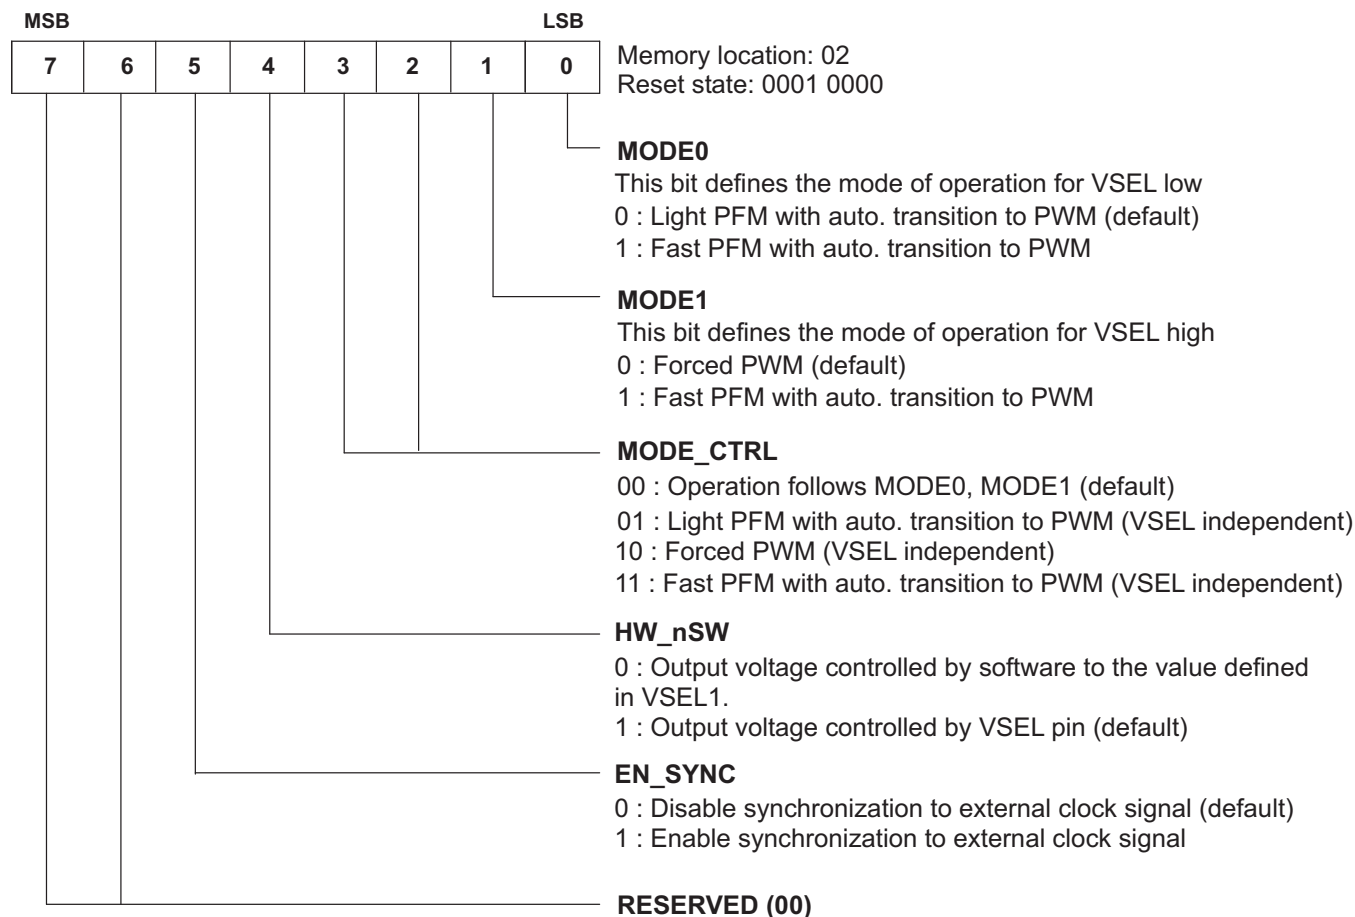 MSB LSB
7 6 5 4 3 2 1 0
Memory location: 02
Reset state: 0001 0000
MODE0
This bit defines the mode of operation for VSEL low
0 : Light PFM with auto. transition to PWM (default)
1 : Fast PFM with auto. transition to PWM
MODE1
This bit defines the mode of operation for VSEL high
0 : Forced PWM (default)
1 : Fast PFM with auto. transition to PWM
MODE_CTRL
00 : Operation follows MODE0, MODE1 (default)
01 : Light PFM with auto. transition to PWM (VSEL independent)
10 : Forced PWM (VSEL independent)
11 : Fast PFM with auto. transition to PWM (VSEL independent)
HW_nSW
0 : Output voltage controlled by software to the value defined
in VSEL1.
1 : Output voltage controlled by VSEL pin (default)
EN_SYNC
0 : Disable synchronization to external clock signal (default)
1 : Enable synchronization to external clock signal
RESERVED (00)